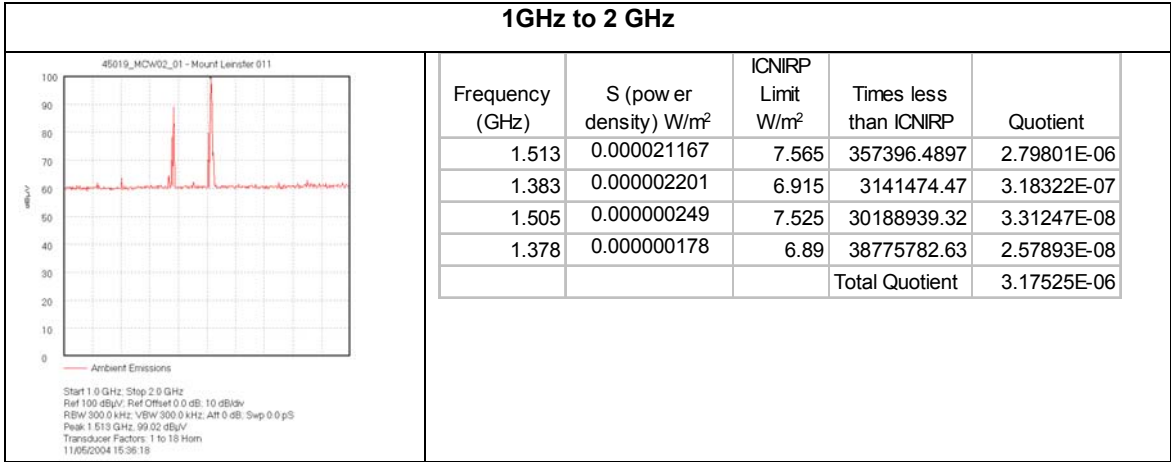 1GHz to 2 GHz
45019_MCW02_01 - Mount Leinster 011
100
90
80
70
60
50
40
30
20
10
0
dBµV
Ambient Emissions
Start 1.0 GHz; Stop 2.0 GHz
Ref 100 dBµV; Ref Offset 0.0 dB; 10 dB/div
RBW 300.0 kHz; VBW 300.0 kHz; Att 0 dB; Swp 0.0 pS
Peak 1.513 GHz, 99.02 dBµV
Transducer Factors: 1 to 18 Horn
11/05/2004 15:36:18
Frequency (GHz) S (pow er density) W/m² ICNIRP Limit W/m² Times less than ICNIRP Quotient
1.513 0.000021167 7.565 357396.4897 2.79801E-06
1.383 0.000002201 6.915 3141474.47 3.18322E-07
1.505 0.000000249 7.525 30188939.32 3.31247E-08
1.378 0.000000178 6.89 38775782.63 2.57893E-08
Total Quotient 3.17525E-06